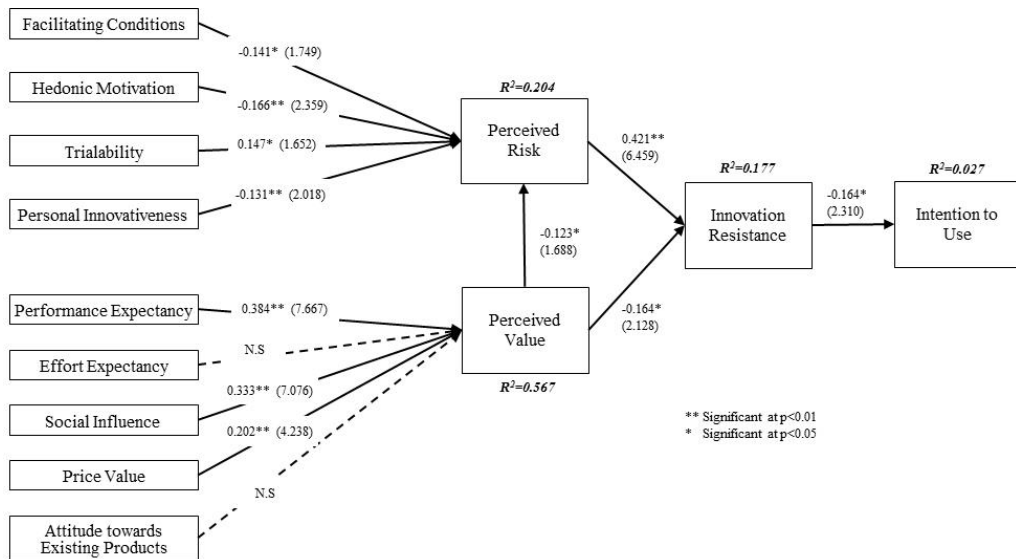 Facilitating Conditions
-0.141* (1.749)
Hedonic Motivation
-0.166** (2.359)
Trialability
0.147* (1.652)
Personal Innovativeness
-0.131** (2.018)
R²=0.204
Perceived
Risk
0.421**
(6.459)
-0.123*
(1.688)
R²=0.177
Innovation
Resistance
-0.164*
(2.310)
R²=0.027
Intention to
Use
Performance Expectancy
0.384** (7.667)
Effort Expectancy
N.S
Social Influence
0.333** (7.076)
Price Value
0.202** (4.238)
Attitude towards
Existing Products
N.S
Perceived
Value
R²=0.567
-0.164*
(2.128)
** Significant at p<0.01
* Significant at p<0.05